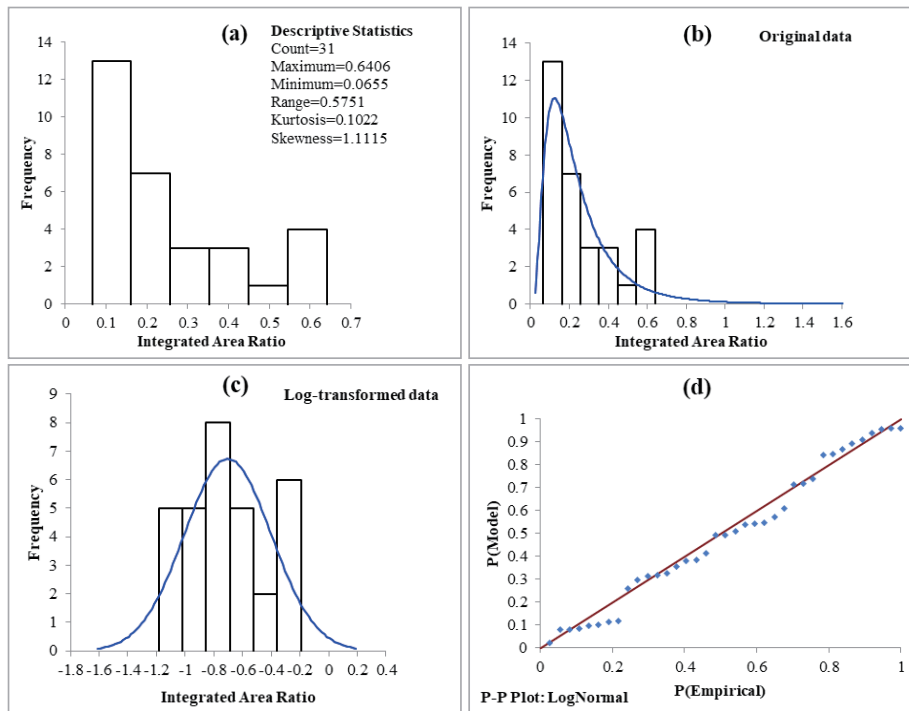 (a)
Descriptive Statistics
Count=31
Maximum=0.6406
Minimum=0.0655
Range=0.5751
Kurtosis=0.1022
Skewness=1.1115
14
12
10
8
6
4
2
0
Frequency
0 0.1 0.2 0.3 0.4 0.5 0.6 0.7
Integrated Area Ratio
(b)
Original data
14
12
10
8
6
4
2
0
Frequency
0 0.2 0.4 0.6 0.8 1 1.2 1.4 1.6
Integrated Area Ratio
(c)
Log-transformed data
9
8
7
6
5
4
3
2
1
0
Frequency
-1.8 -1.6 -1.4 -1.2 -1 -0.8 -0.6 -0.4 -0.2 0 0.2 0.4
Integrated Area Ratio
(d)
1
0.9
0.8
0.7
0.6
0.5
0.4
0.3
0.2
0.1
0
P(Model)
0 0.2 0.4 0.6 0.8 1
P(Empirical)
P-P Plot: LogNormal